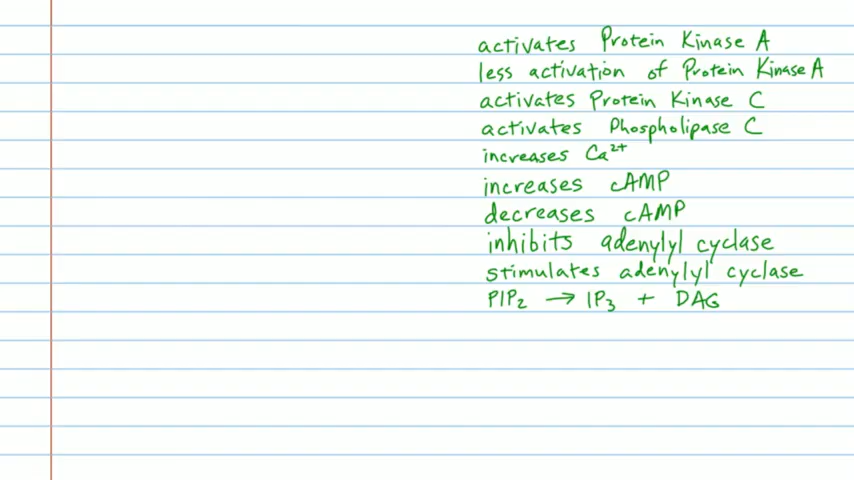 activates Protein Kinase A
less activation of Protein Kinase A
activates Protein Kinase C
activates Phospholipase C
increases Ca²⁺
increases cAMP
decreases cAMP
inhibits adenylyl cyclase
stimulates adenylyl cyclase
PIP₂ → IP₃ + DAG